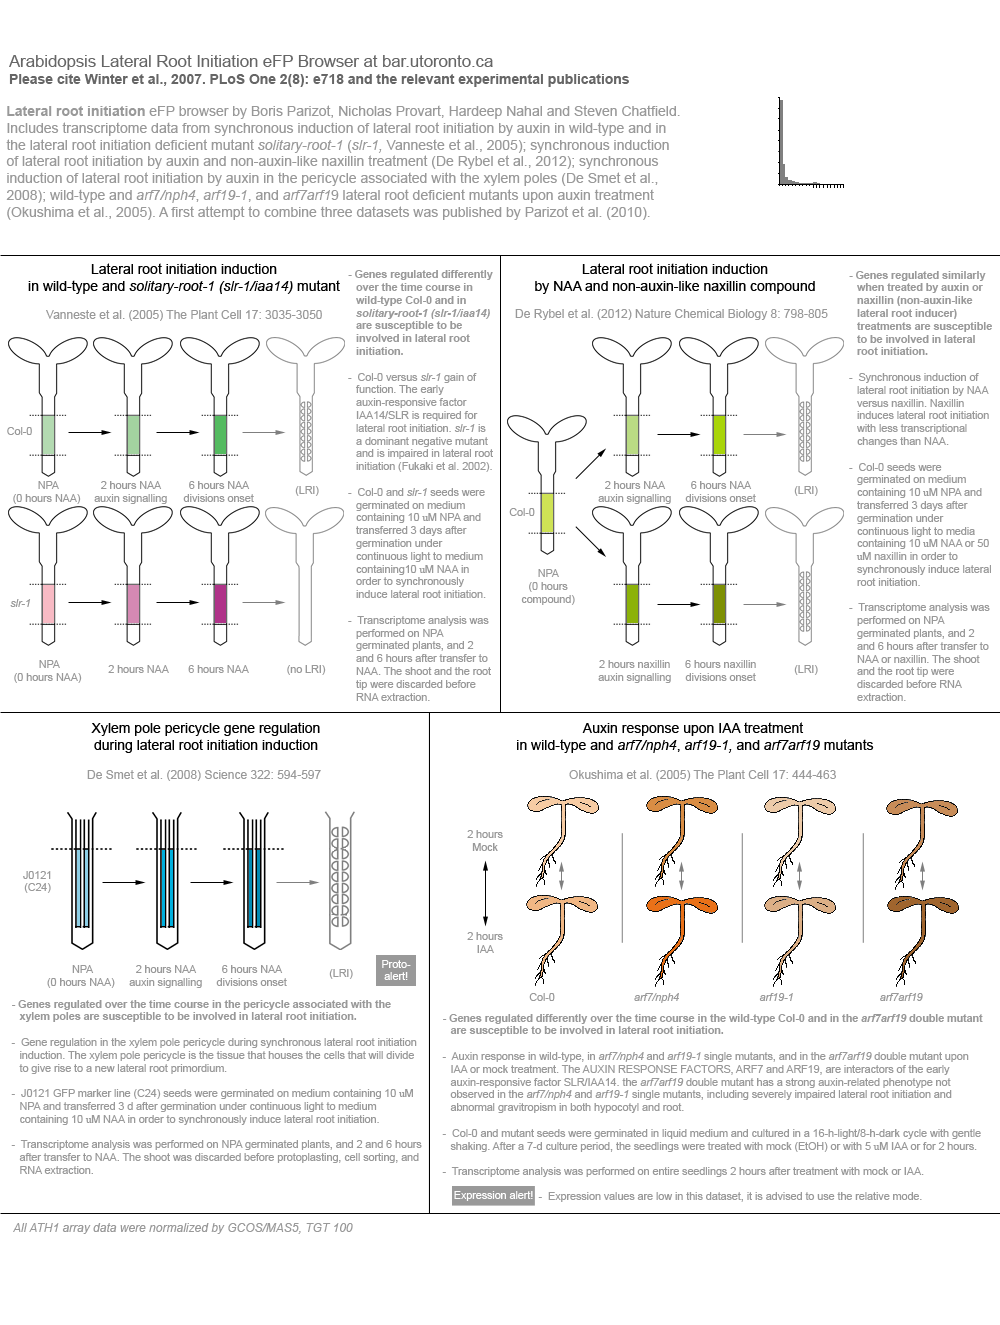 Arabidopsis Lateral Root Initiation eFP Browser at bar.utoronto.ca
Please cite Winter et al., 2007. PLoS One 2(8): e718 and the relevant experimental publications
Lateral root initiation eFP browser by Boris Parizot, Nicholas Provart, Hardeep Nahal and Steven Chatfield.
Includes transcriptome data from synchronous induction of lateral root initiation by auxin in wild-type and in
the lateral root initiation deficient mutant solitary-root-1 (slr-1, Vanneste et al., 2005); synchronous induction
of lateral root initiation by auxin and non-auxin-like naxillin treatment (De Rybel et al., 2012); synchronous
induction of lateral root initiation by auxin in the pericycle associated with the xylem poles (De Smet et al.,
2008); wild-type and arf7/nph4, arf19-1, and arf7arf19 lateral root deficient mutants upon auxin treatment
(Okushima et al., 2005). A first attempt to combine three datasets was published by Parizot et al. (2010).
Lateral root initiation induction
in wild-type and solitary-root-1 (slr-1/iaa14) mutant
Vanneste et al. (2005) The Plant Cell 17: 3035-3050
Col-0
NPA
(0 hours NAA)
2 hours NAA
auxin signalling
6 hours NAA
divisions onset
(LRI)
slr-1
NPA
(0 hours NAA)
2 hours NAA
6 hours NAA
(no LRI)
- Genes regulated differently
over the time course in
wild-type Col-0 and in
solitary-root-1 (slr-1/iaa14)
are susceptible to be
involved in lateral root
initiation.
- Col-0 versus slr-1 gain of
function. The early
auxin-responsive factor
IAA14/SLR is required for
lateral root initiation. slr-1 is
a dominant negative mutant
and is impaired in lateral root
initiation (Fukaki et al. 2002).
- Col-0 and slr-1 seeds were
germinated on medium
containing 10 uM NPA and
transferred 3 days after
germination under
continuous light to medium
containing10 uM NAA in
order to synchronously
induce lateral root initiation.
- Transcriptome analysis was
performed on NPA
germinated plants, and 2
and 6 hours after transfer to
NAA. The shoot and the root
tip were discarded before
RNA extraction.
Lateral root initiation induction
by NAA and non-auxin-like naxillin compound
De Rybel et al. (2012) Nature Chemical Biology 8: 798-805
Col-0
NPA
(0 hours
compound)
2 hours NAA
auxin signalling
6 hours NAA
divisions onset
(LRI)
2 hours naxillin
auxin signalling
6 hours naxillin
divisions onset
(LRI)
- Genes regulated similarly
when treated by auxin or
naxillin (non-auxin-like
lateral root inducer)
treatments are susceptible
to be involved in lateral
root initiation.
- Synchronous induction of
lateral root initiation by NAA
versus naxillin. Naxillin
induces lateral root initiation
with less transcriptional
changes than NAA.
- Col-0 seeds were
germinated on medium
containing 10 uM NPA and
transferred 3 days after
germination under
continuous light to media
containing 10 uM NAA or 50
uM naxillin in order to
synchronously induce lateral
root initiation.
- Transcriptome analysis was
performed on NPA
germinated plants, and 2
and 6 hours after transfer to
NAA or naxillin. The shoot
and the root tip were
discarded before RNA
extraction.
Xylem pole pericycle gene regulation
during lateral root initiation induction
De Smet et al. (2008) Science 322: 594-597
J0121
(C24)
NPA
(0 hours NAA)
2 hours NAA
auxin signalling
6 hours NAA
divisions onset
(LRI)
Proto-
alert!
- Genes regulated over the time course in the pericycle associated with the
xylem poles are susceptible to be involved in lateral root initiation.
- Gene regulation in the xylem pole pericycle during synchronous lateral root initiation
induction. The xylem pole pericycle is the tissue that houses the cells that will divide
to give rise to a new lateral root primordium.
- J0121 GFP marker line (C24) seeds were germinated on medium containing 10 uM
NPA and transferred 3 d after germination under continuous light to medium
containing 10 uM NAA in order to synchronously induce lateral root initiation.
- Transcriptome analysis was performed on NPA germinated plants, and 2 and 6 hours
after transfer to NAA. The shoot was discarded before protoplasting, cell sorting, and
RNA extraction.
Auxin response upon IAA treatment
in wild-type and arf7/nph4, arf19-1, and arf7arf19 mutants
Okushima et al. (2005) The Plant Cell 17: 444-463
2 hours
Mock
2 hours
IAA
Col-0
arf7/nph4
arf19-1
arf7arf19
- Genes regulated differently over the time course in the wild-type Col-0 and in the arf7arf19 double mutant
are susceptible to be involved in lateral root initiation.
- Auxin response in wild-type, in arf7/nph4 and arf19-1 single mutants, and in the arf7arf19 double mutant upon
IAA or mock treatment. The AUXIN RESPONSE FACTORS, ARF7 and ARF19, are interactors of the early
auxin-responsive factor SLR/IAA14. the arf7arf19 double mutant has a strong auxin-related phenotype not
observed in the arf7/nph4 and arf19-1 single mutants, including severely impaired lateral root initiation and
abnormal gravitropism in both hypocotyl and root.
- Col-0 and mutant seeds were germinated in liquid medium and cultured in a 16-h-light/8-h-dark cycle with gentle
shaking. After a 7-d culture period, the seedlings were treated with mock (EtOH) or with 5 uM IAA or for 2 hours.
- Transcriptome analysis was performed on entire seedlings 2 hours after treatment with mock or IAA.
Expression alert! - Expression values are low in this dataset, it is advised to use the relative mode.
All ATH1 array data were normalized by GCOS/MAS5, TGT 100